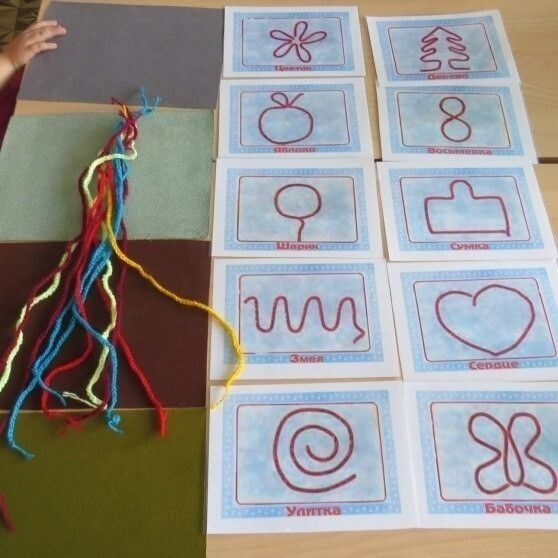 Цветок
Дерево
Яблоко
Восьмерка
Шарик
Сумка
Змея
Сердце
Улитка
Бабочка